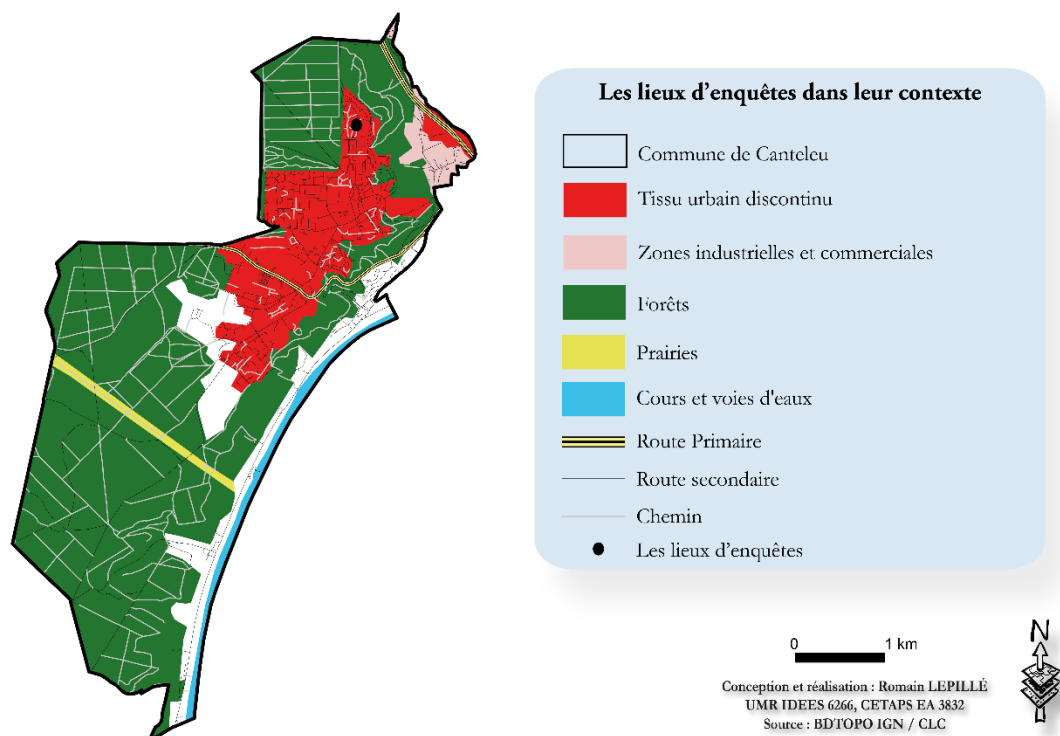 Les lieux d'enquêtes dans leur contexte
Commune de Canteleu
Tissu urbain discontinu
Zones industrielles et commerciales
Forêts
Prairies
Cours et voies d'eaux
Route Primaire
Route secondaire
Chemin
Les lieux d'enquêtes
N
0 1 km
Conception et réalisation : Romain LEPILLÉ
UMR IDEES 6266, CETAPS EA 3832
Source : BDTOPO IGN / CLC